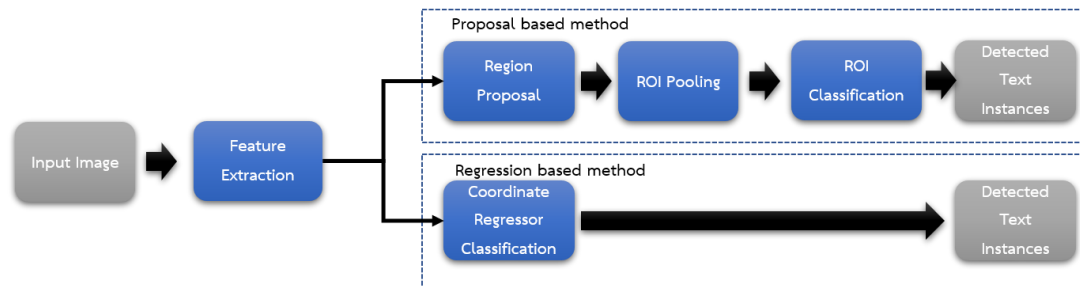 Proposal based method
Input Image
Feature
Extraction
Region
Proposal
ROI Pooling
ROI
Classification
Detected
Text
Instances
Regression based method
Coordinate
Regressor
Classification
Detected
Text
Instances